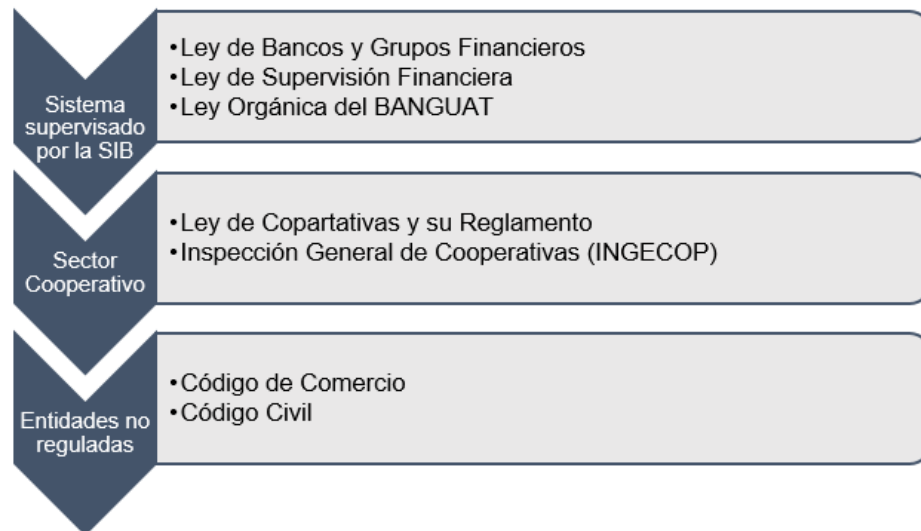 Sistema
supervisado
por la SIB
•Ley de Bancos y Grupos Financieros
•Ley de Supervisión Financiera
•Ley Orgánica del BANGUAT
Sector
Cooperativo
•Ley de Copartativas y su Reglamento
•Inspección General de Cooperativas (INGECOP)
Entidades no
reguladas
•Código de Comercio
•Código Civil